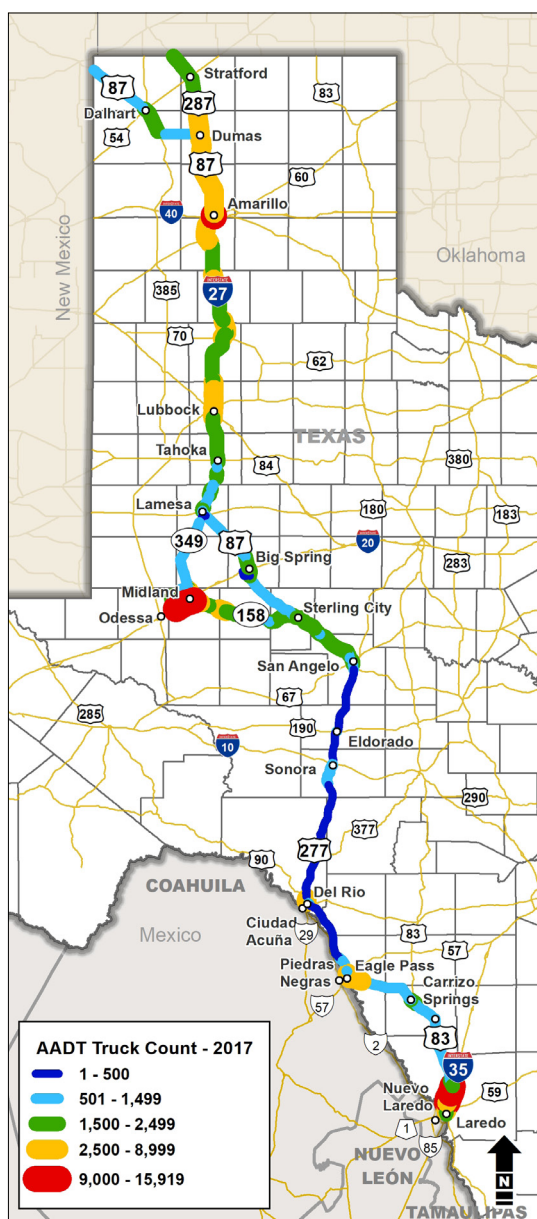 87
Stratford
83
287
Dalhart
54
Dumas
87
60
Amarillo
40
New Mexico
Oklahoma
385
27
70
62
Lubbock
TEXAS
Tahoka
84
380
Lamesa
180
183
349
87
20
Big Spring
283
Midland
Odessa
158
Sterling City
San Angelo
67
285
190
Eldorado
10
Sonora
290
377
277
90
COAHUILA
Del Rio
Ciudad
Acuña
29
83
57
Mexico
Piedras
Negras
Eagle Pass
Carrizo
Springs
57
2
83
35
59
Nuevo
Laredo
Laredo
1
85
NUEVO
LEÓN
TAMAULIPAS
N
AADT Truck Count - 2017
1 - 500
501 - 1,499
1,500 - 2,499
2,500 - 8,999
9,000 - 15,919